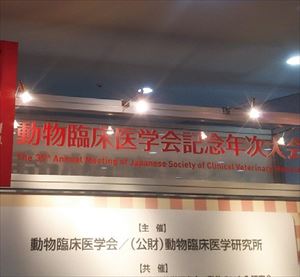 動物臨床医学会記念年次大会
The 35th Annual Meeting of Japanese Society of Clinical Veterinary
【主 催】
動物臨床医学会／（公財）動物臨床医学研究所
【共 催】